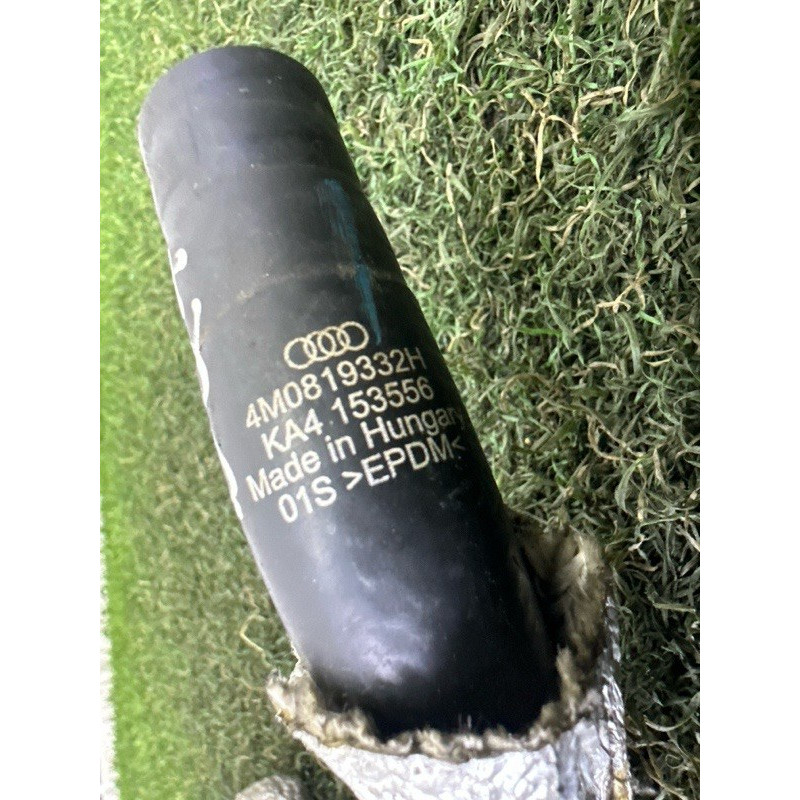 4M0819332H
KA4 153556
Made in Hungary
01S >EPDM<